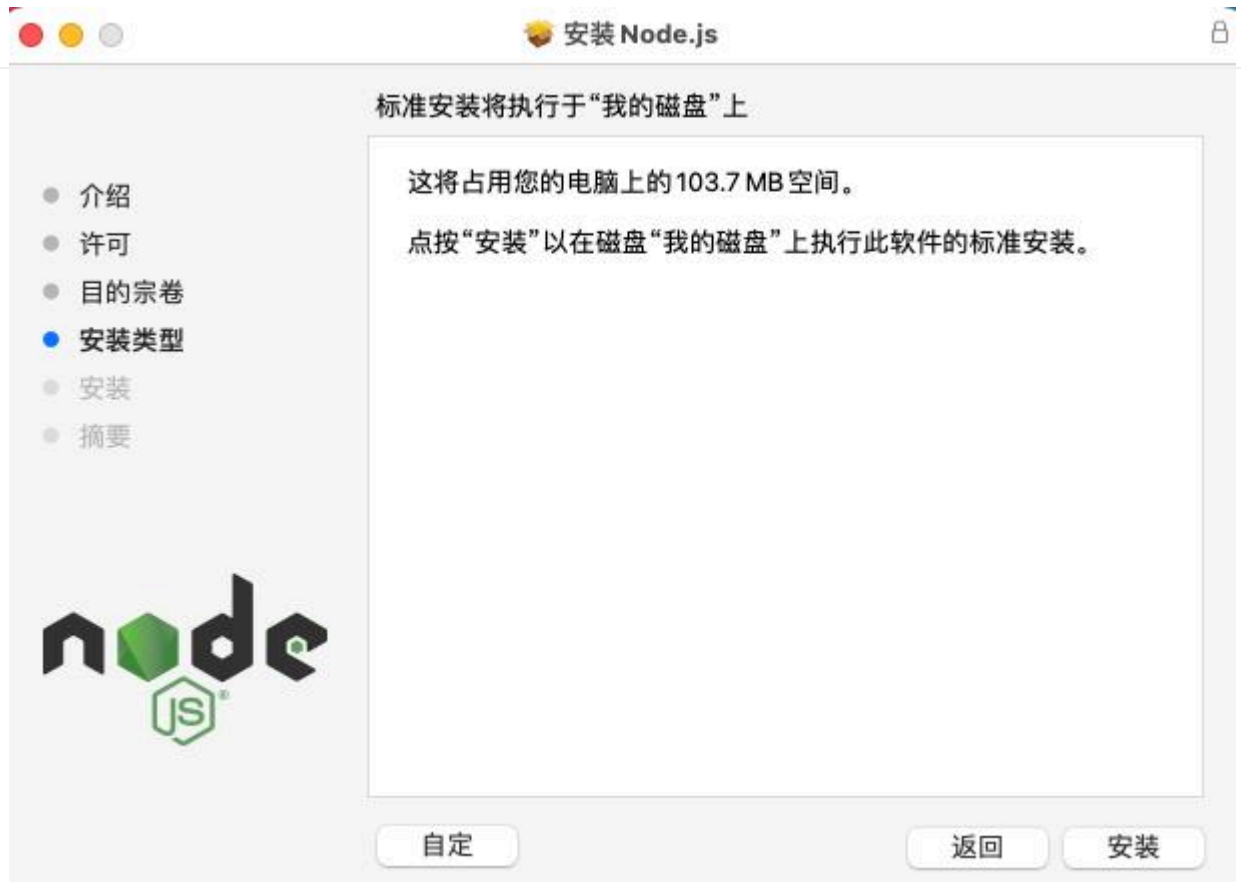 安装 Node.js
标准安装将执行于“我的磁盘”上
介绍
许可
目的宗卷
安装类型
安装
摘要
这将占用您的电脑上的103.7 MB 空间。
点按“安装”以在磁盘“我的磁盘”上执行此软件的标准安装。
node
JS®
自定
返回
安装